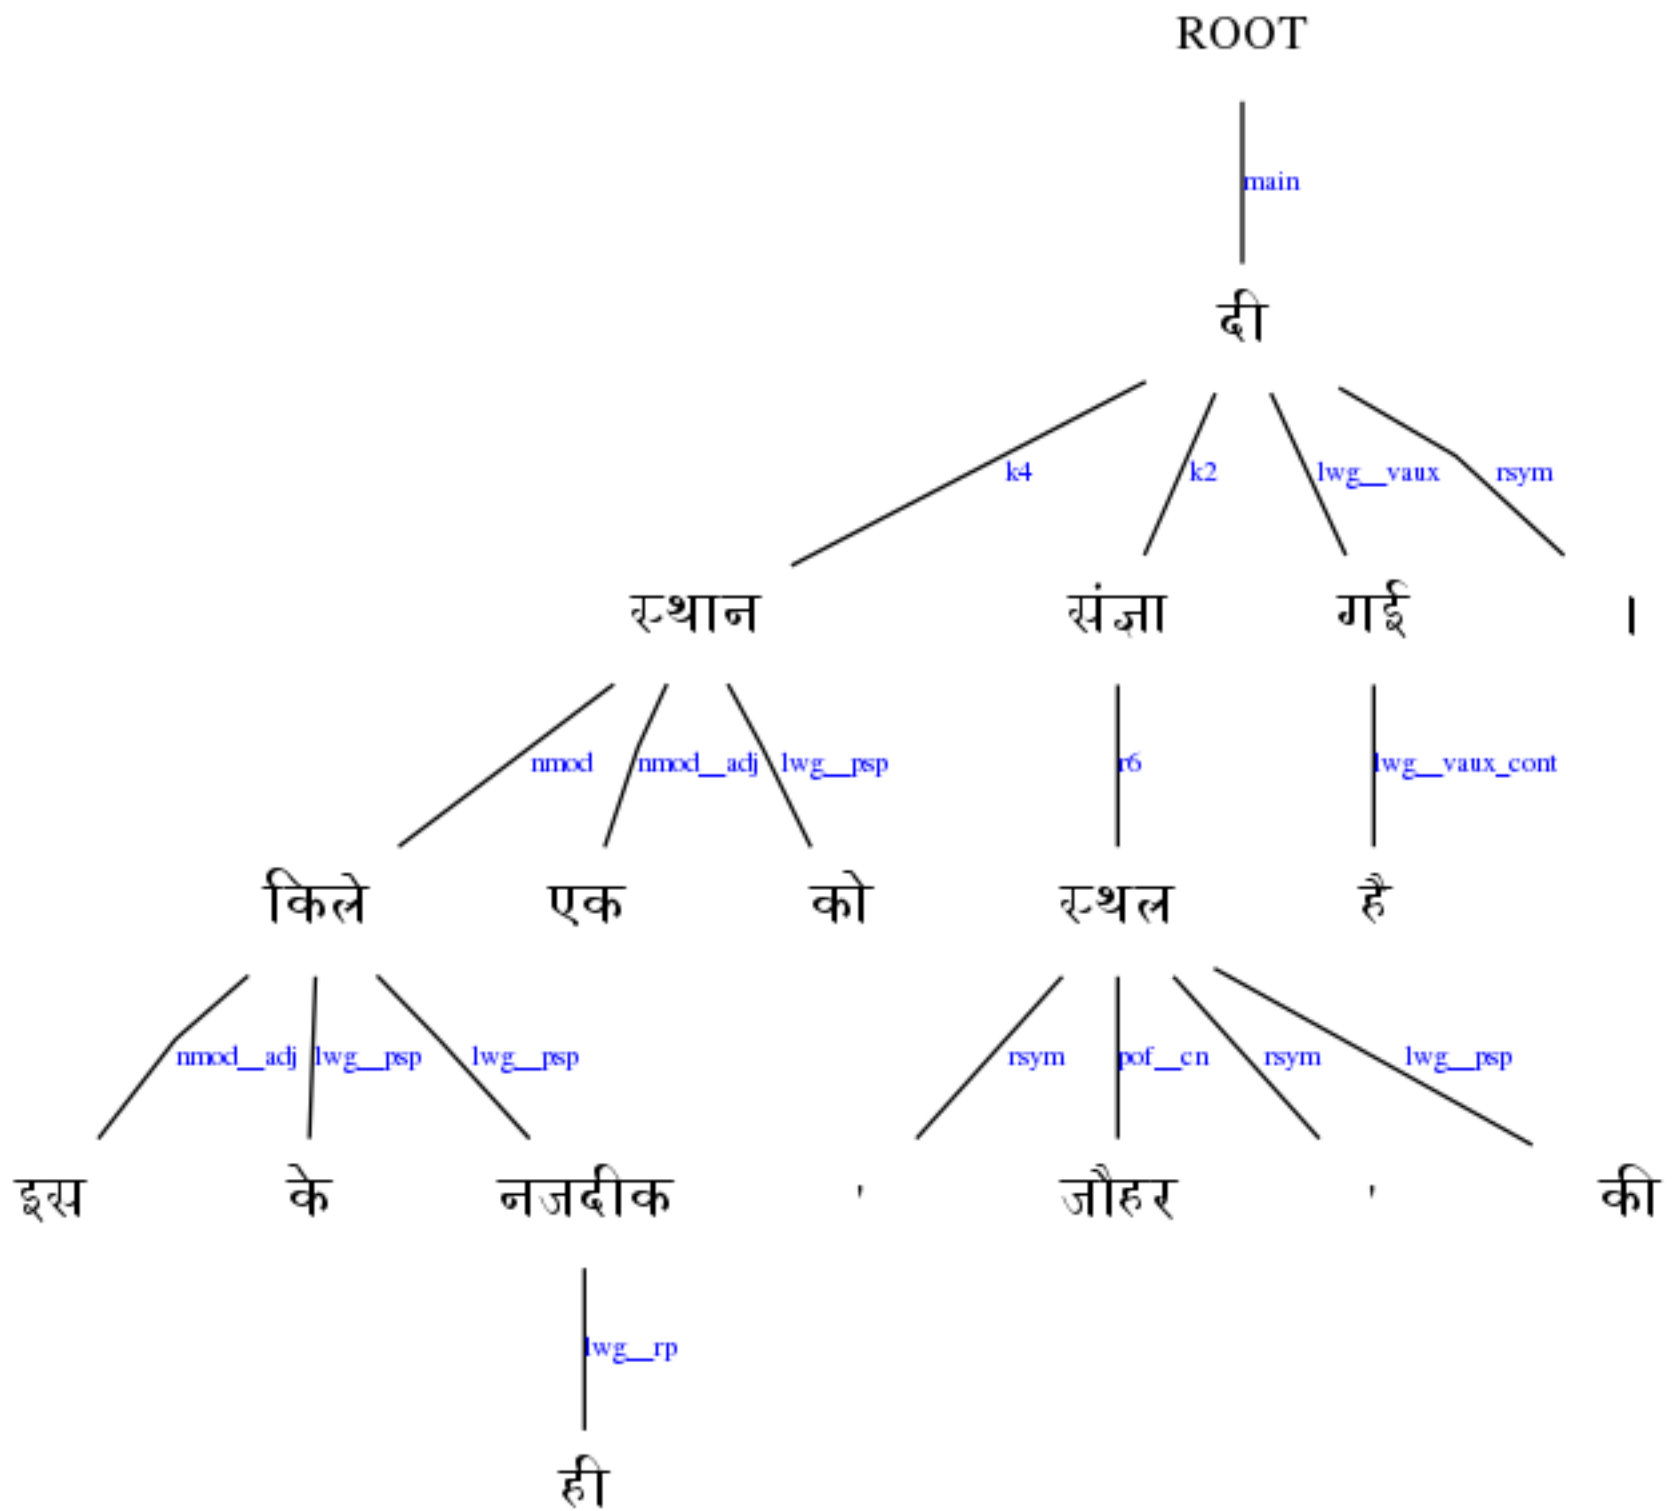 ROOT
main
दी
k4 k2 lwg__vaux rsym
स्थान संज्ञा गई ।
nmod nmod__adj lwg__psp r6 lwg__vaux_cont
किले एक को स्थल है
nmod__adj lwg__psp lwg__psp rsym pof__cn rsym lwg__psp
इस के नजदीक ' जौहर ' की
lwg__rp
ही